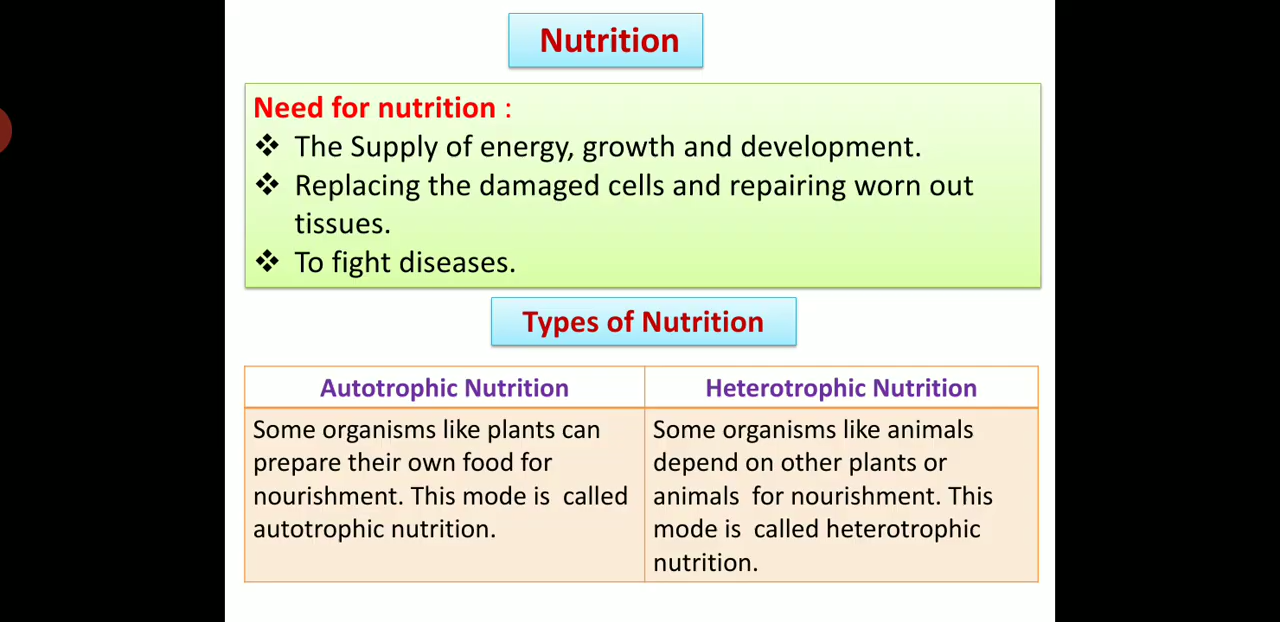 Nutrition
Need for nutrition :
❖ The Supply of energy, growth and development.
❖ Replacing the damaged cells and repairing worn out
tissues.
❖ To fight diseases.
Types of Nutrition
Autotrophic Nutrition
Some organisms like plants can
prepare their own food for
nourishment. This mode is called
autotrophic nutrition.
Heterotrophic Nutrition
Some organisms like animals
depend on other plants or
animals for nourishment. This
mode is called heterotrophic
nutrition.